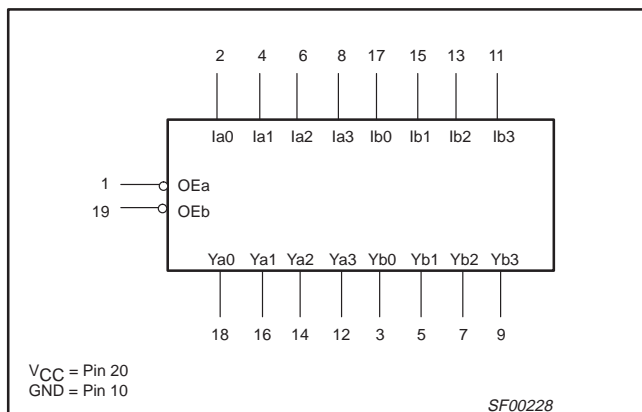 2 4 6 8 17 15 13 11
Ia0 Ia1 Ia2 Ia3 Ib0 Ib1 Ib2 Ib3
1 OEa
19 OEb
Ya0 Ya1 Ya2 Ya3 Yb0 Yb1 Yb2 Yb3
18 16 14 12 3 5 7 9
VCC = Pin 20
GND = Pin 10
SF00228